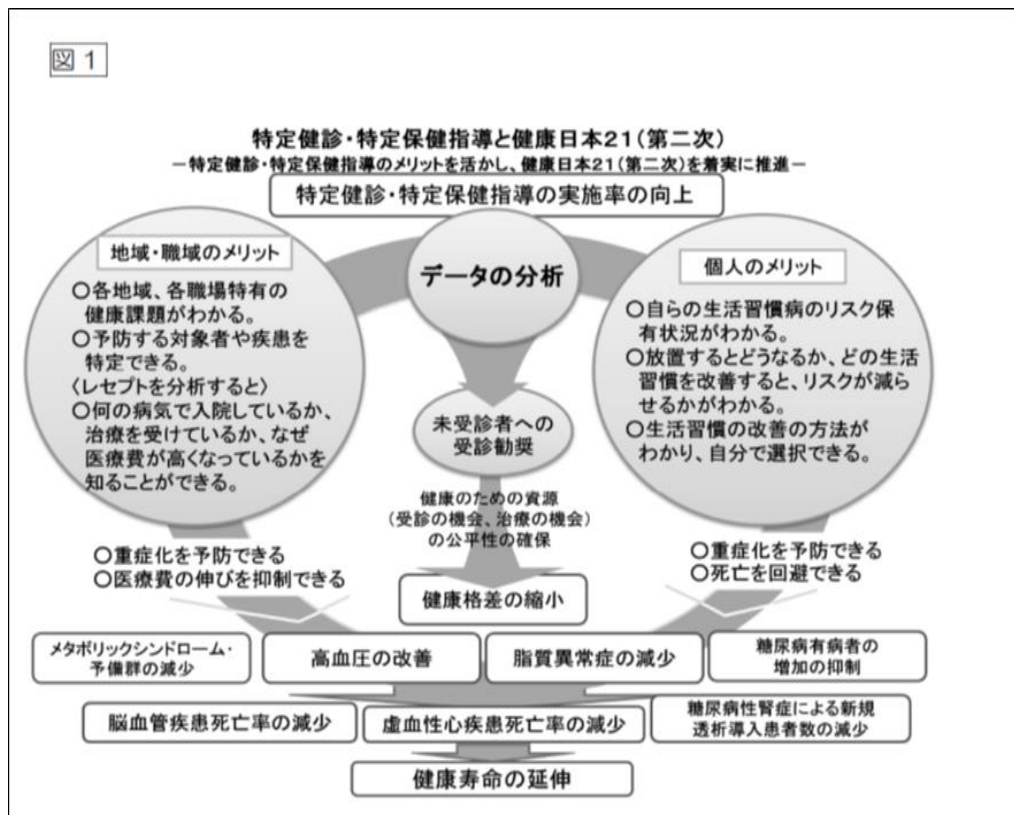 図1
特定健診・特定保健指導と健康日本21(第二次)
－特定健診・特定保健指導のメリットを活かし、健康日本21(第二次)を着実に推進－
特定健診・特定保健指導の実施率の向上
地域・職域のメリット
○各地域、各職場特有の
健康課題がわかる。
○予防する対象者や疾患を
特定できる。
〈レセプトを分析すると〉
○何の病気で入院しているか、
治療を受けているか、なぜ
医療費が高くなっているかを
知ることができる。
データの分析
個人のメリット
○自らの生活習慣病のリスク保
有状況がわかる。
○放置するとどうなるか、どの生活
習慣を改善すると、リスクが減ら
せるかがわかる。
○生活習慣の改善の方法が
わかり、自分で選択できる。
未受診者への
受診勧奨
健康のための資源
(受診の機会、治療の機会)
の公平性の確保
○重症化を予防できる
○医療費の伸びを抑制できる
○重症化を予防できる
○死亡を回避できる
健康格差の縮小
メタボリックシンドローム・
予備群の減少
高血圧の改善
脂質異常症の減少
糖尿病有病者の
増加の抑制
脳血管疾患死亡率の減少
虚血性心疾患死亡率の減少
糖尿病性腎症による新規
透析導入患者数の減少
健康寿命の延伸